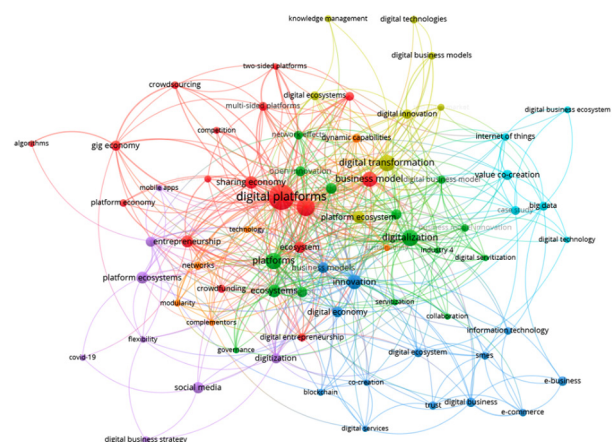 knowledge management
digital technologies
digital business models
two-sided platforms
crowdsourcing
digital ecosystems
multi-sided platforms
digital innovation
digital business ecosystem
competition
network effects
dynamic capabilities
internet of things
algorithms
gig economy
open innovation
digital transformation
value co-creation
mobile apps
sharing economy
business model
digital business model
digital platforms
platform economy
big data
case study
platform ecosystem
technology
entrepreneurship
digitalization
digital technology
ecosystem
industry 4
platforms
digital servitization
networks
business models
platform ecosystems
innovation
crowdfunding
ecosystems
modularity
servitization
digital economy
collaboration
complementors
information technology
flexibility
digital entrepreneurship
governance
covid-19
digitization
digital ecosystem
smes
social media
co-creation
e-business
blockchain
trust
digital business
e-commerce
digital services
digital business strategy